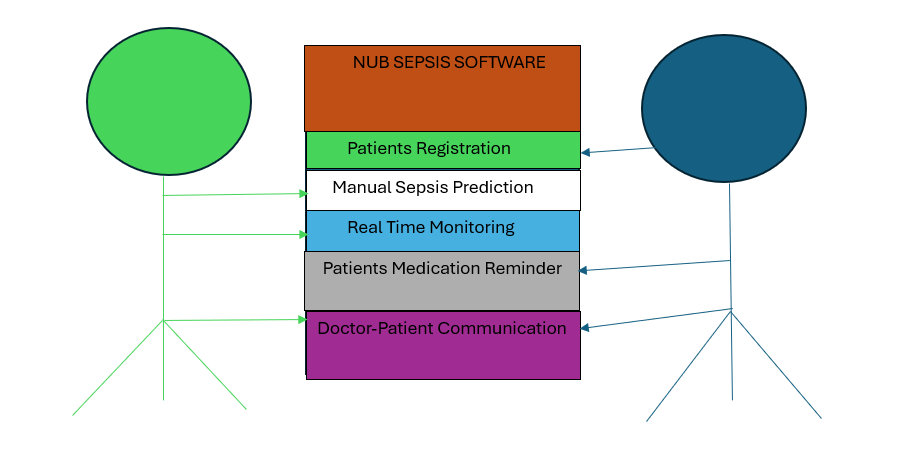 NUB SEPSIS SOFTWARE
Patients Registration
Manual Sepsis Prediction
Real Time Monitoring
Patients Medication Reminder
Doctor-Patient Communication